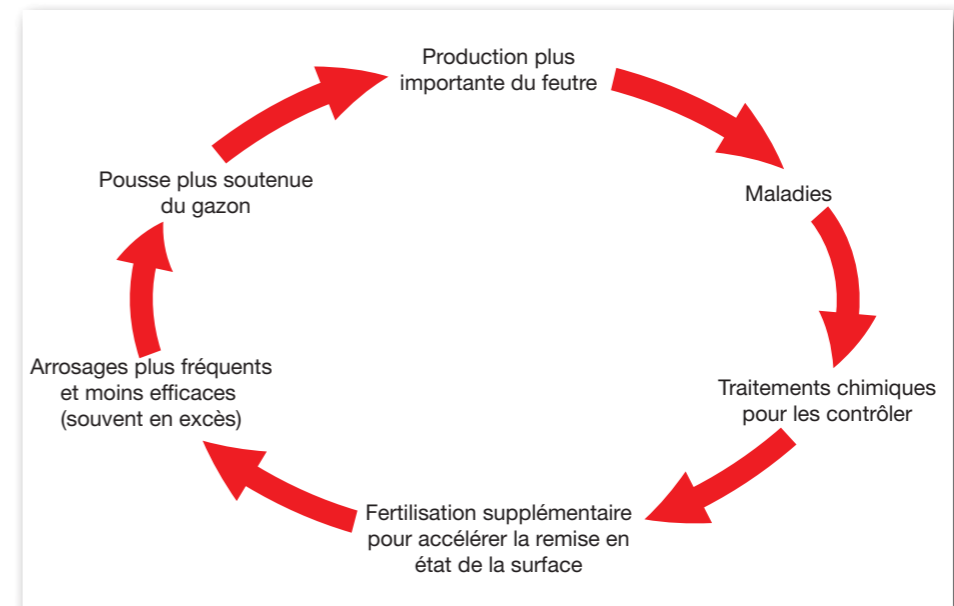 Production plus
importante du feutre
Maladies
Traitements chimiques
pour les contrôler
Fertilisation supplémentaire
pour accélérer la remise en
état de la surface
Arrosages plus fréquents
et moins efficaces
(souvent en excès)
Pousse plus soutenue
du gazon